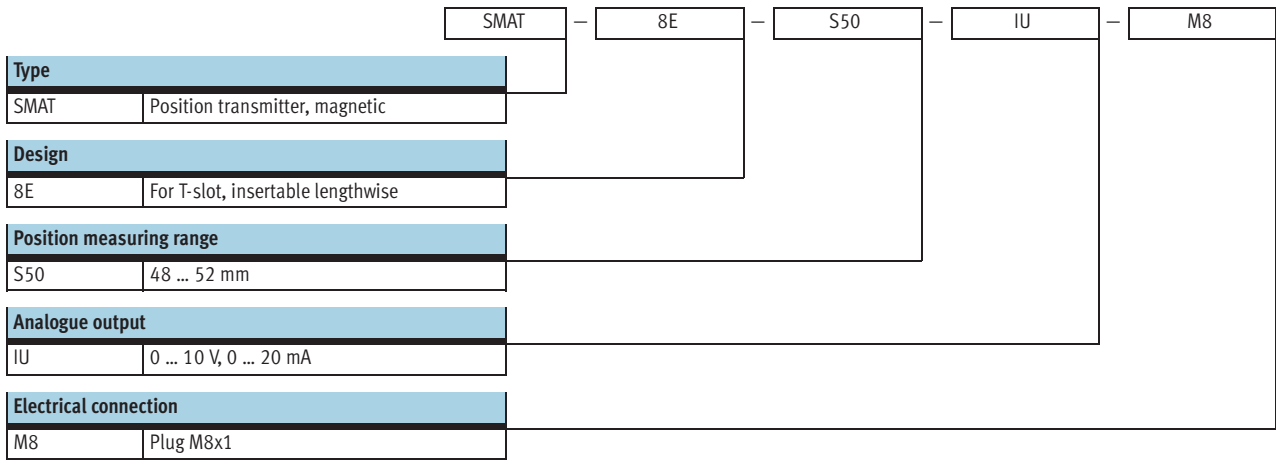 SMAT – 8E – S50 – IU – M8
Type
SMAT Position transmitter, magnetic
Design
8E For T-slot, insertable lengthwise
Position measuring range
S50 48 … 52 mm
Analogue output
IU 0 … 10 V, 0 … 20 mA
Electrical connection
M8 Plug M8x1